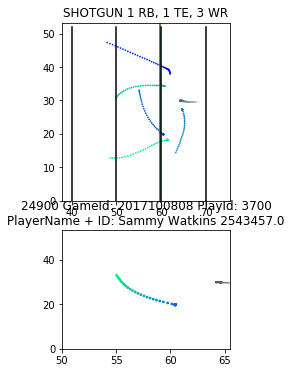 SHOTGUN 1 RB, 1 TE, 3 WR
50
40
30
20
10
0
40 50 60 70
24900 GameId: 2017100808 PlayId: 3700
PlayerName + ID: Sammy Watkins 2543457.0
40
20
0
50 55 60 65